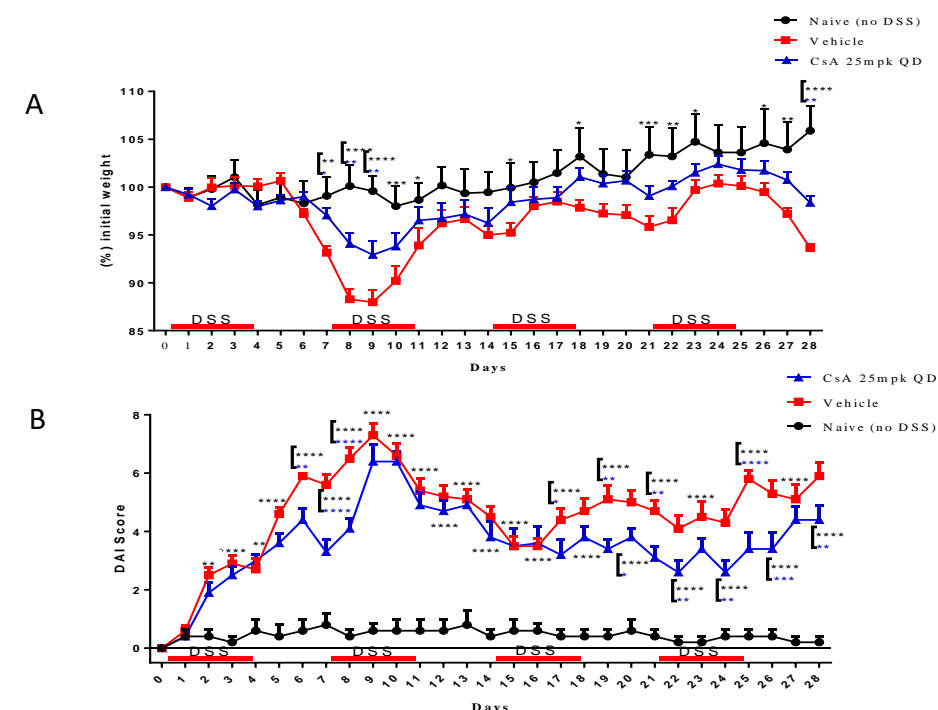 Naive (no DSS)
Vehicle
CsA 25mpk QD
A
(%) initial weight
110
105
100
95
90
85
DSS DSS DSS DSS
0 1 2 3 4 5 6 7 8 9 10 11 12 13 14 15 16 17 18 19 20 21 22 23 24 25 26 27 28
Days
CsA 25mpk QD
Vehicle
Naive (no DSS)
B
DAI Score
8
6
4
2
0
DSS DSS DSS DSS
0 1 2 3 4 5 6 7 8 9 10 11 12 13 14 15 16 17 18 19 20 21 22 23 24 25 26 27 28
Days